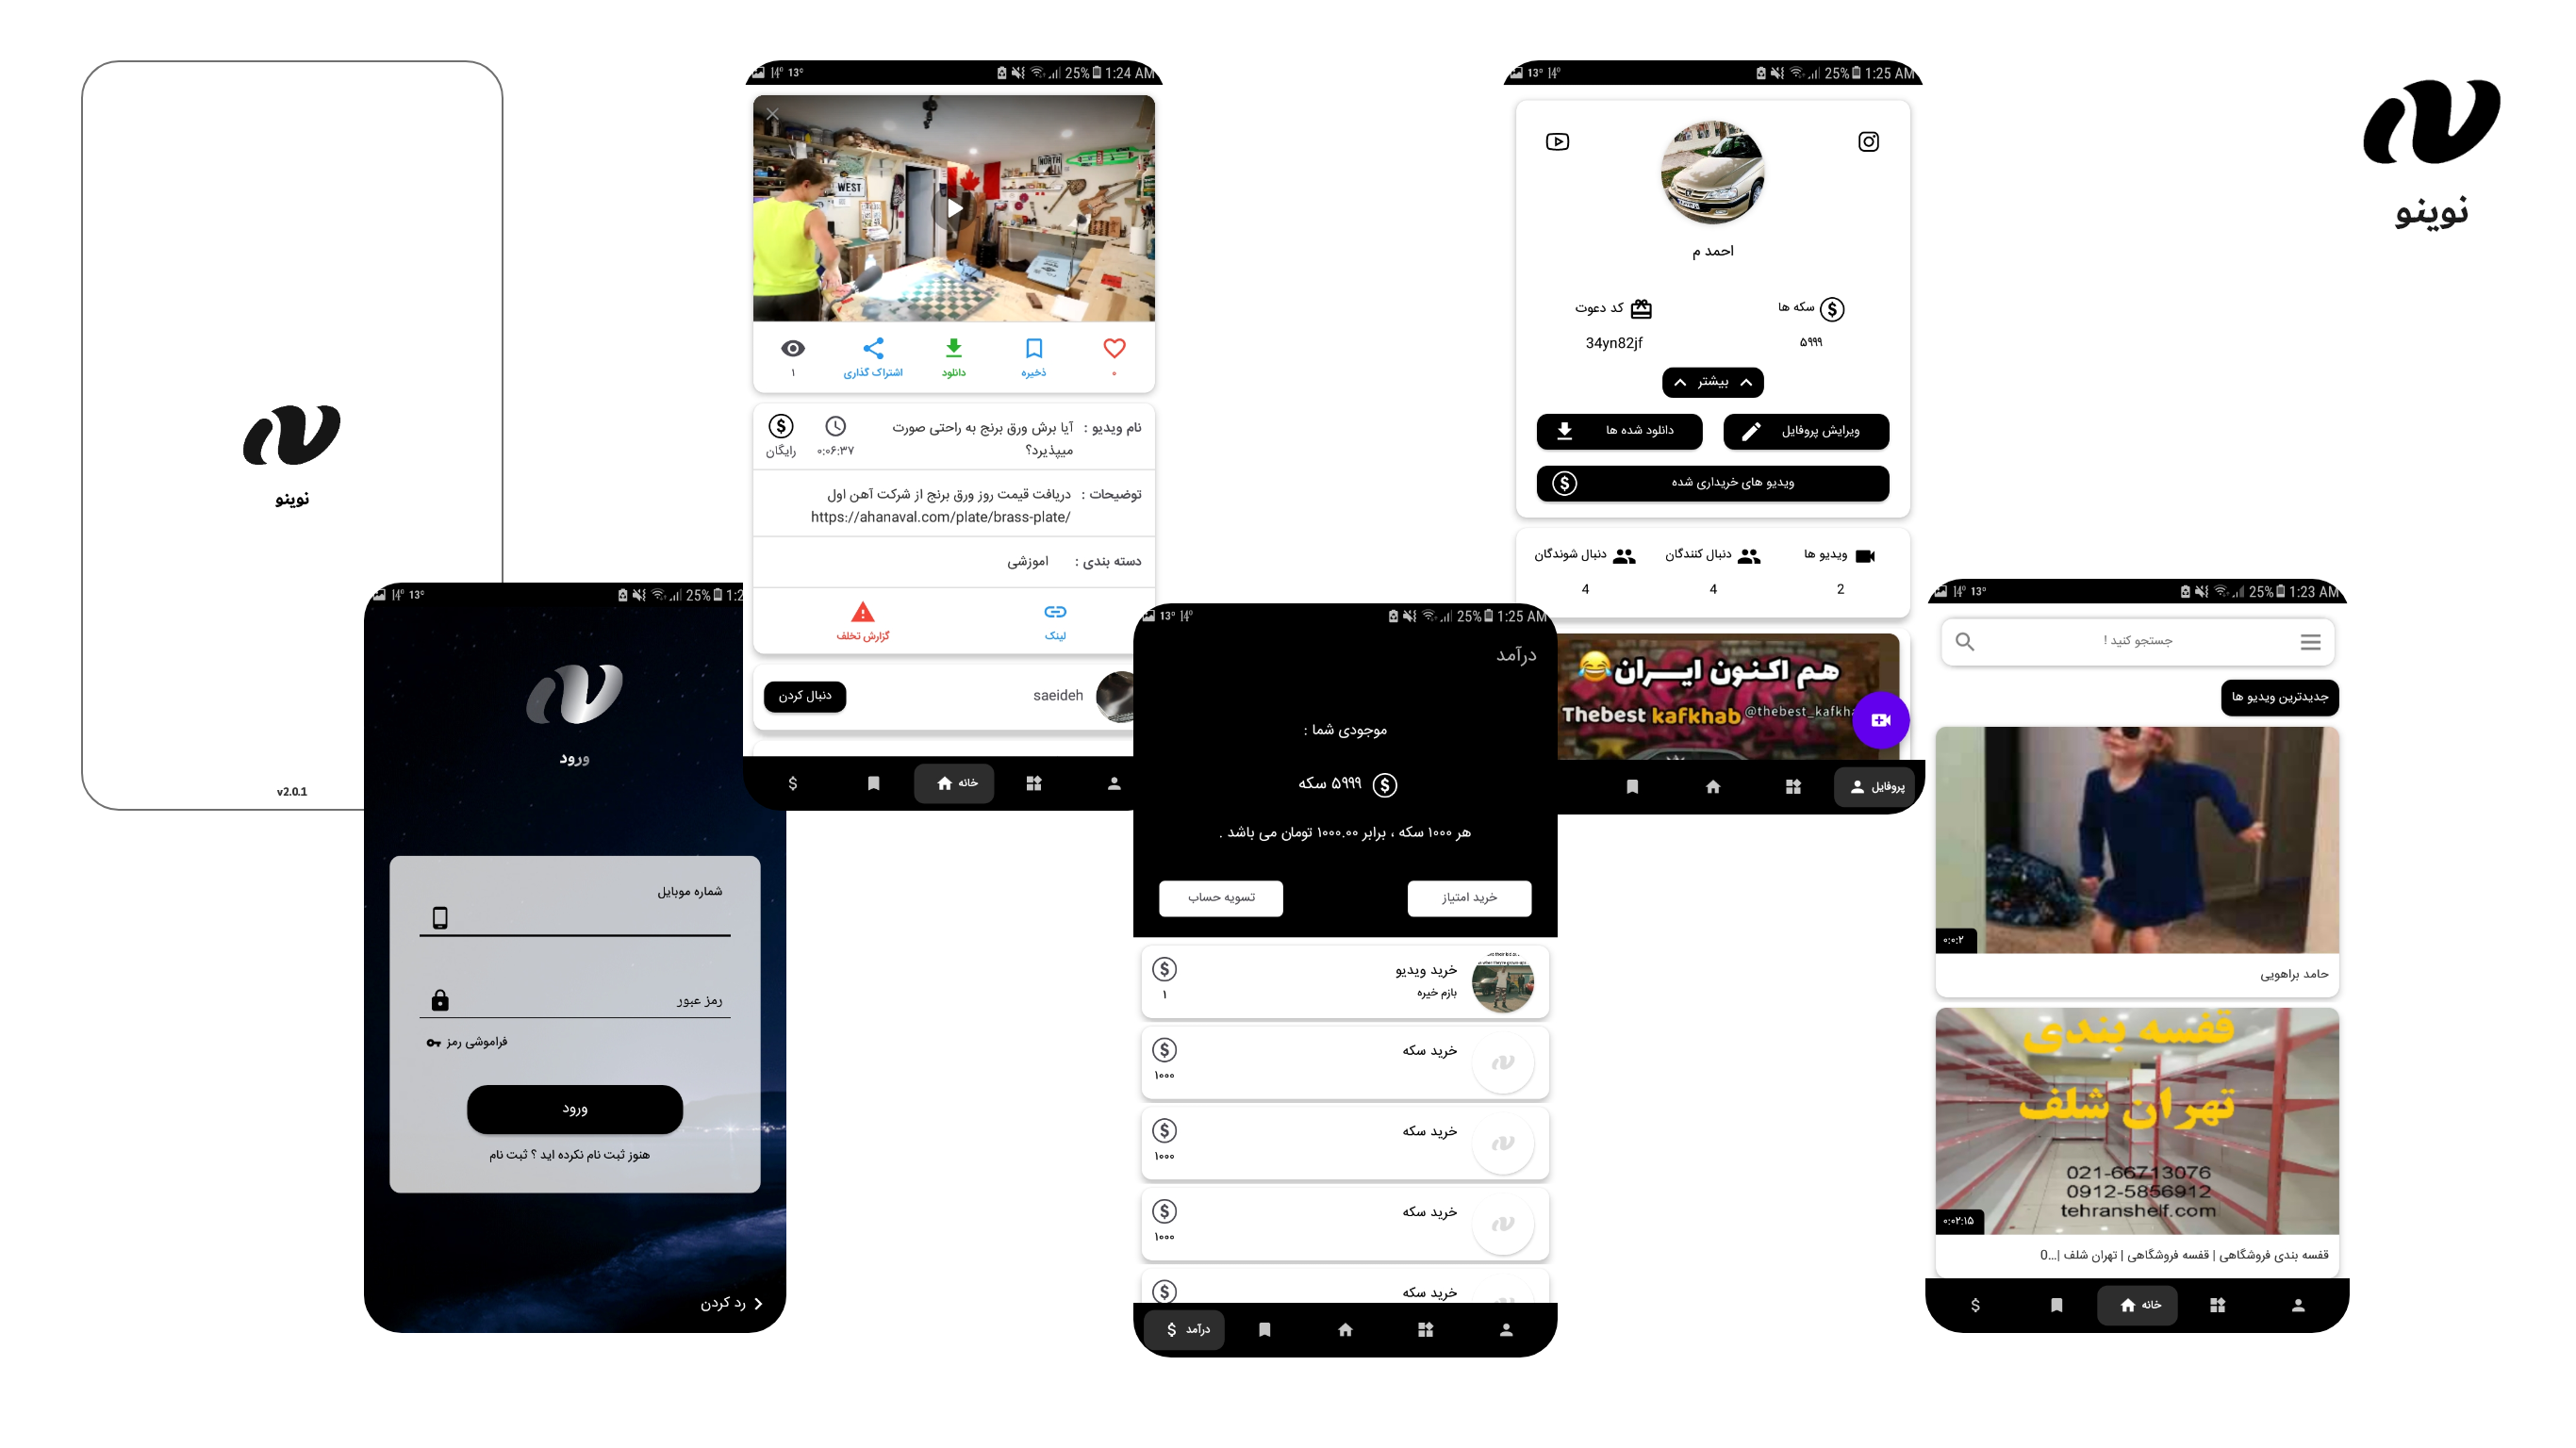 نوینو
نوینو
v2.0.1
14° 13° 25% 1:2
ورود
شماره موبایل
رمز عبور
فراموشی رمز
ورود
هنوز ثبت نام نکرده اید ؟ ثبت نام
رد کردن
14° 13° 25% 1:24 AM
WEST
NORTH
۰ ذخیره دانلود اشتراک گذاری ۱
نام ویدیو : آیا برش ورق برنج به راحتی صورت
میپذیرد؟
۰:۰۶:۳۷ رایگان
توضیحات : دریافت قیمت روز ورق برنج از شرکت آهن اول
https://ahanaval.com/plate/brass-plate/
دسته بندی : اموزشی
لینک گزارش تخلف
saeideh دنبال کردن
خانه
13° 14° 25% 1:25 AM
درآمد
موجودی شما :
۵۹۹۹ سکه
هر ۱۰۰۰ سکه ، برابر ۱۰۰۰.۰۰ تومان می باشد .
خرید امتیاز تسویه حساب
خرید ویدیو
بازم خیره
۱
خرید سکه
۱۰۰۰
خرید سکه
۱۰۰۰
خرید سکه
۱۰۰۰
خرید سکه
درآمد
13° 14° 25% 1:25 AM
احمد م
سکه ها کد دعوت
۵۹۹۹ 34yn82jf
بیشتر
ویرایش پروفایل دانلود شده ها
ویدیو های خریداری شده
ویدیو ها دنبال کنندگان دنبال شوندگان
2 4 4
هم اکنون ایران
Thebest kafkhab @thebest_kafkha
پروفایل
14° 13° 25% 1:23 AM
جستجو کنید !
جدیدترین ویدیو ها
۰:۰:۲
حامد براهویی
قفسه بندی
تهران شلف
021-66713076
0912-5856912
tehranshelf.com
۰:۰۲:۱۵
قفسه بندی فروشگاهی | قفسه فروشگاهی | تهران شلف |...0
خانه